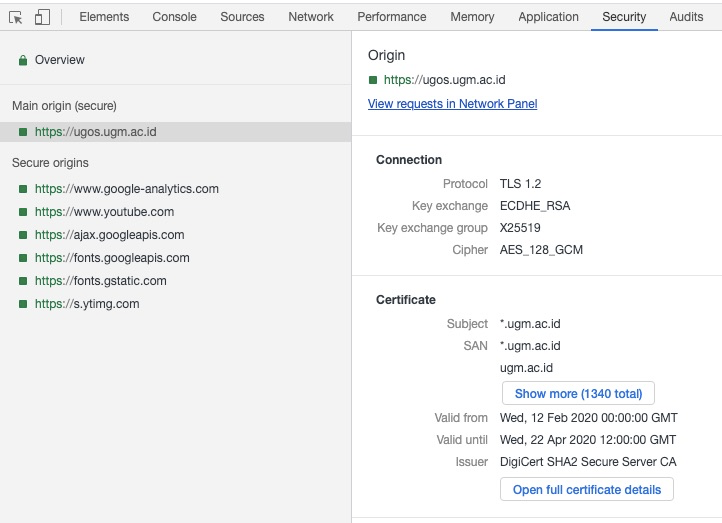 Elements Console Sources Network Performance Memory Application Security Audits
Overview
Main origin (secure)
https://ugos.ugm.ac.id
Secure origins
https://www.google-analytics.com
https://www.youtube.com
https://ajax.googleapis.com
https://fonts.googleapis.com
https://fonts.gstatic.com
https://s.ytimg.com
Origin
https://ugos.ugm.ac.id
View requests in Network Panel
Connection
Protocol TLS 1.2
Key exchange ECDHE_RSA
Key exchange group X25519
Cipher AES_128_GCM
Certificate
Subject *.ugm.ac.id
SAN *.ugm.ac.id
ugm.ac.id
Show more (1340 total)
Valid from Wed, 12 Feb 2020 00:00:00 GMT
Valid until Wed, 22 Apr 2020 12:00:00 GMT
Issuer DigiCert SHA2 Secure Server CA
Open full certificate details